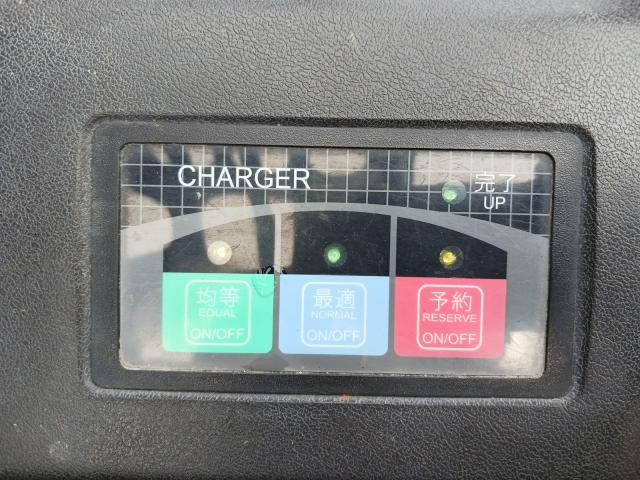 CHARGER
完了
UP
均等
EQUAL
ON/OFF
最適
NORMAL
ON/OFF
予約
RESERVE
ON/OFF